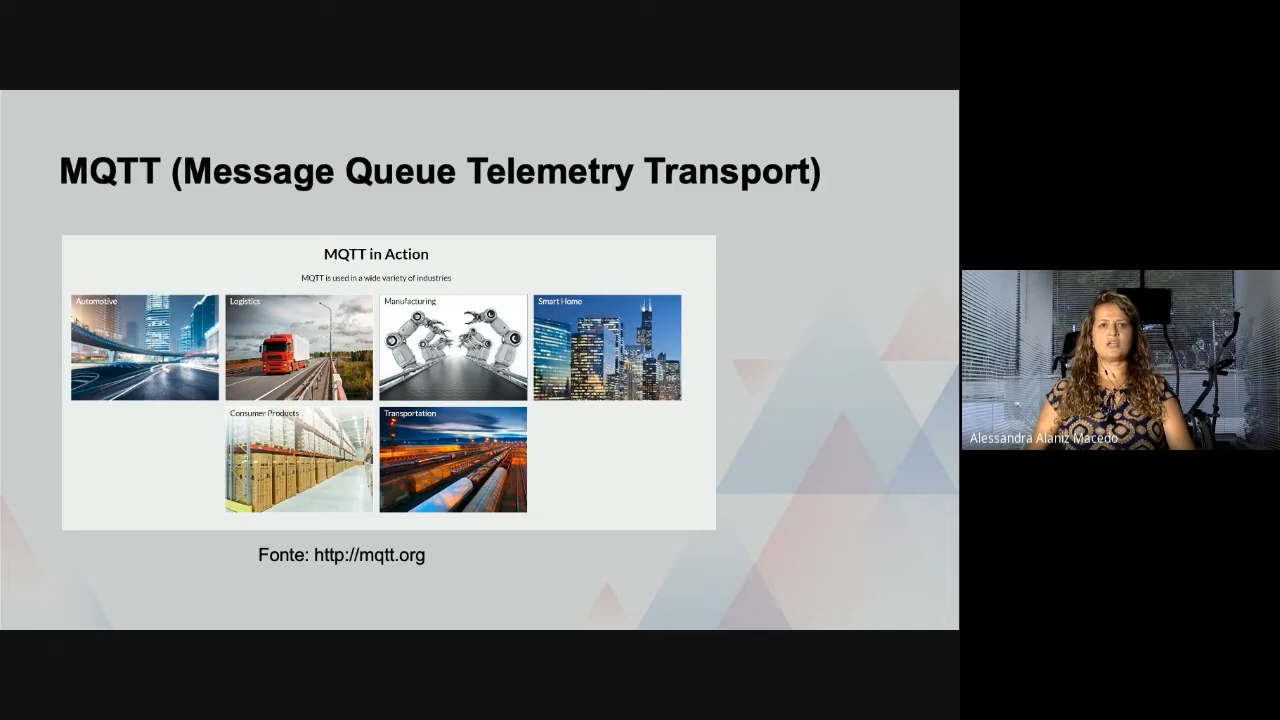 MQTT (Message Queue Telemetry Transport)
MQTT in Action
MQTT is used in a wide variety of industries
Automotive
Logistics
Manufacturing
Smart Home
Consumer Products
Transportation
Fonte: http://mqtt.org
Alessandra Alaniz Macedo